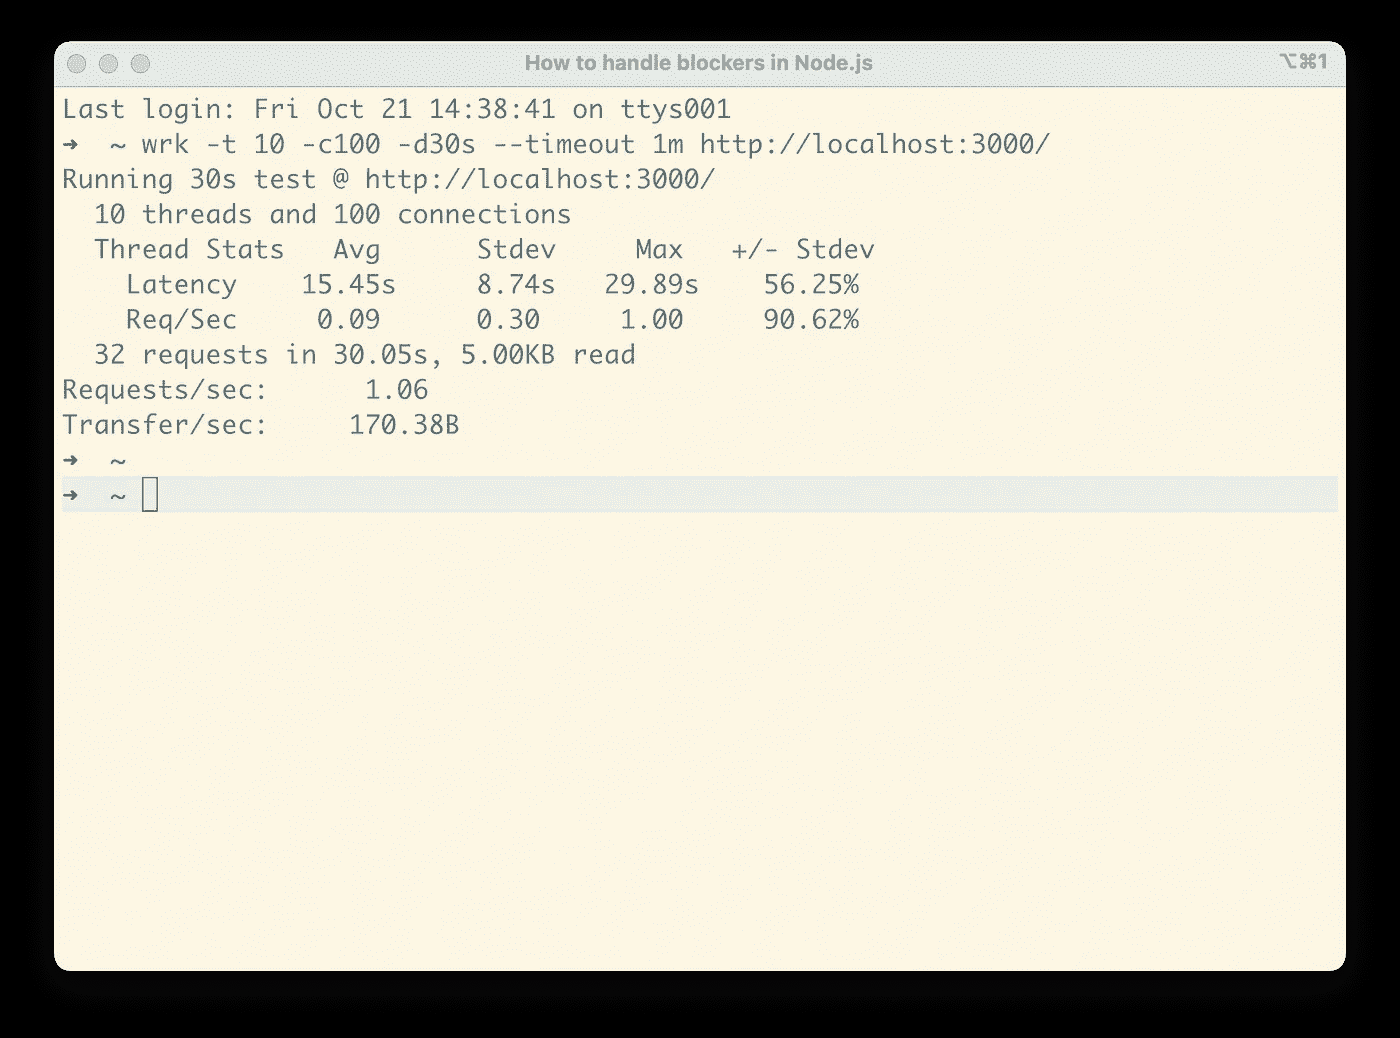 How to handle blockers in Node.js ⌥⌘1
Last login: Fri Oct 21 14:38:41 on ttys001
➜  ~ wrk -t 10 -c100 -d30s --timeout 1m http://localhost:3000/
Running 30s test @ http://localhost:3000/
  10 threads and 100 connections
  Thread Stats   Avg      Stdev     Max   +/- Stdev
    Latency    15.45s     8.74s   29.89s    56.25%
    Req/Sec     0.09      0.30     1.00     90.62%
  32 requests in 30.05s, 5.00KB read
Requests/sec:      1.06
Transfer/sec:     170.38B
➜  ~
➜  ~